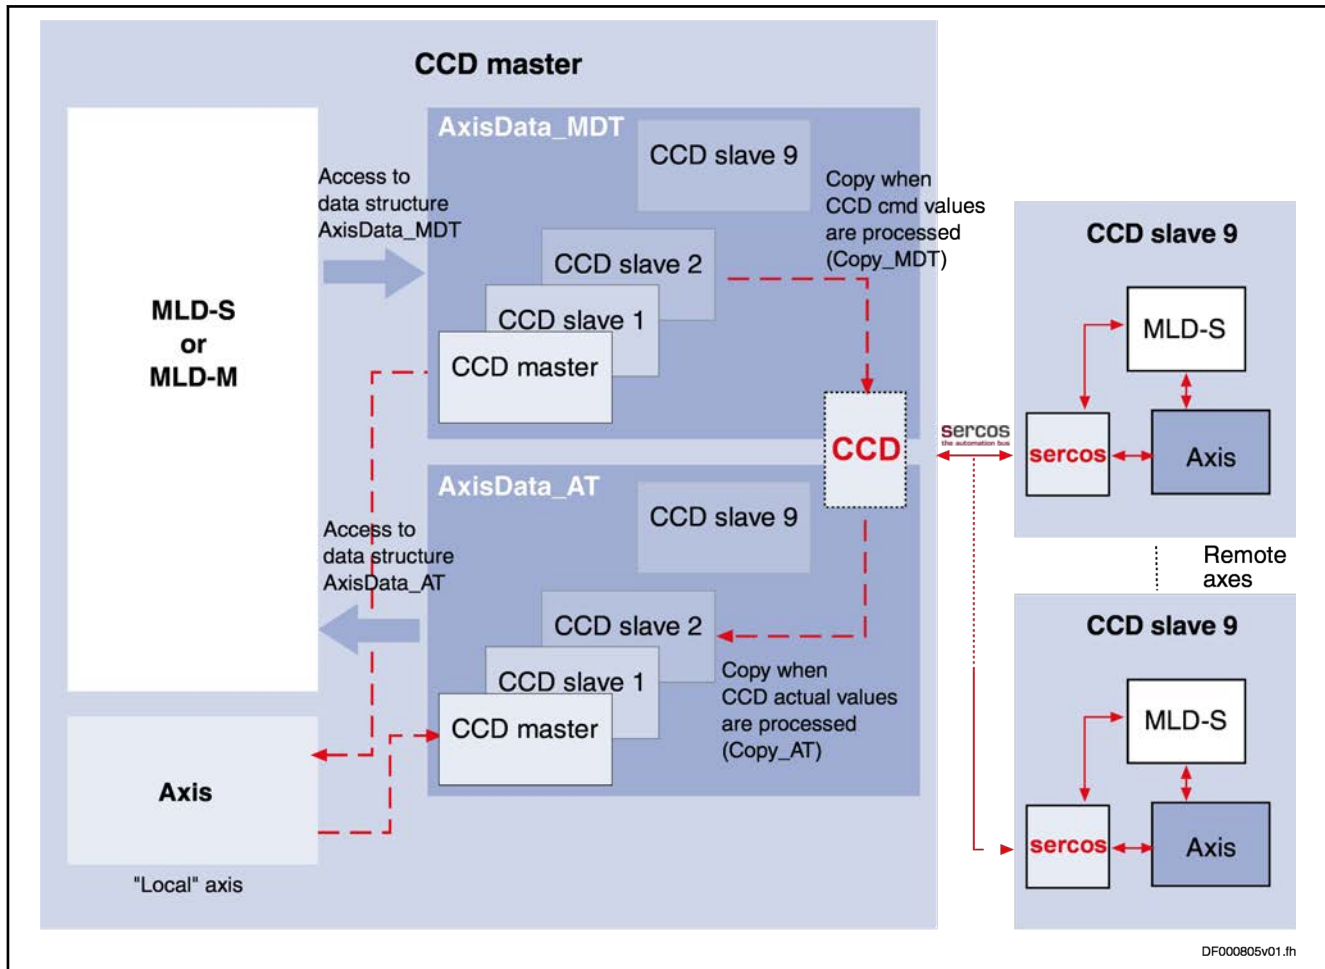 CCD master
MLD-S
or
MLD-M
Access to
data structure
AxisData_MDT
AxisData_MDT
CCD slave 9
CCD slave 2
CCD slave 1
CCD master
Copy when
CCD cmd values
are processed
(Copy_MDT)
CCD
Access to
data structure
AxisData_AT
AxisData_AT
CCD slave 9
CCD slave 2
CCD slave 1
CCD master
Copy when
CCD actual values
are processed
(Copy_AT)
Axis
"Local" axis
sercos
the automation bus
CCD slave 9
MLD-S
sercos
Axis
Remote
axes
CCD slave 9
MLD-S
sercos
Axis
DF000805v01.fh